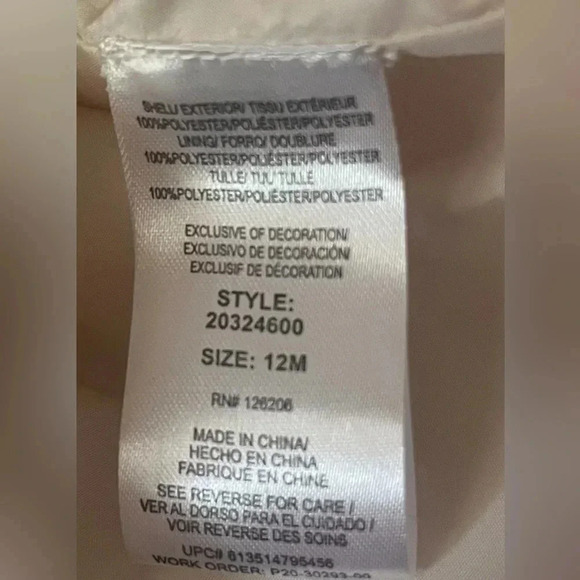 SHELL/ EXTERIOR/ TISSU EXTÉRIEUR
100%POLYESTER/POLIÉSTER/POLYESTER
LINING/ FORRO/ DOUBLURE
100%POLYESTER/POLIÉSTER/POLYESTER
TULLE/ TUL/ TULLE
100%POLYESTER/POLIÉSTER/POLYESTER
EXCLUSIVE OF DECORATION/
EXCLUSIVO DE DECORACIÓN/
EXCLUSIF DE DÉCORATION
STYLE:
20324600
SIZE: 12M
RN# 126206
MADE IN CHINA/
HECHO EN CHINA
FABRIQUÉ EN CHINE
SEE REVERSE FOR CARE /
VER AL DORSO PARA EL CUIDADO /
VOIR REVERSE DES SOINS
UPC# 613514795456
WORK ORDER: P20-30293-00